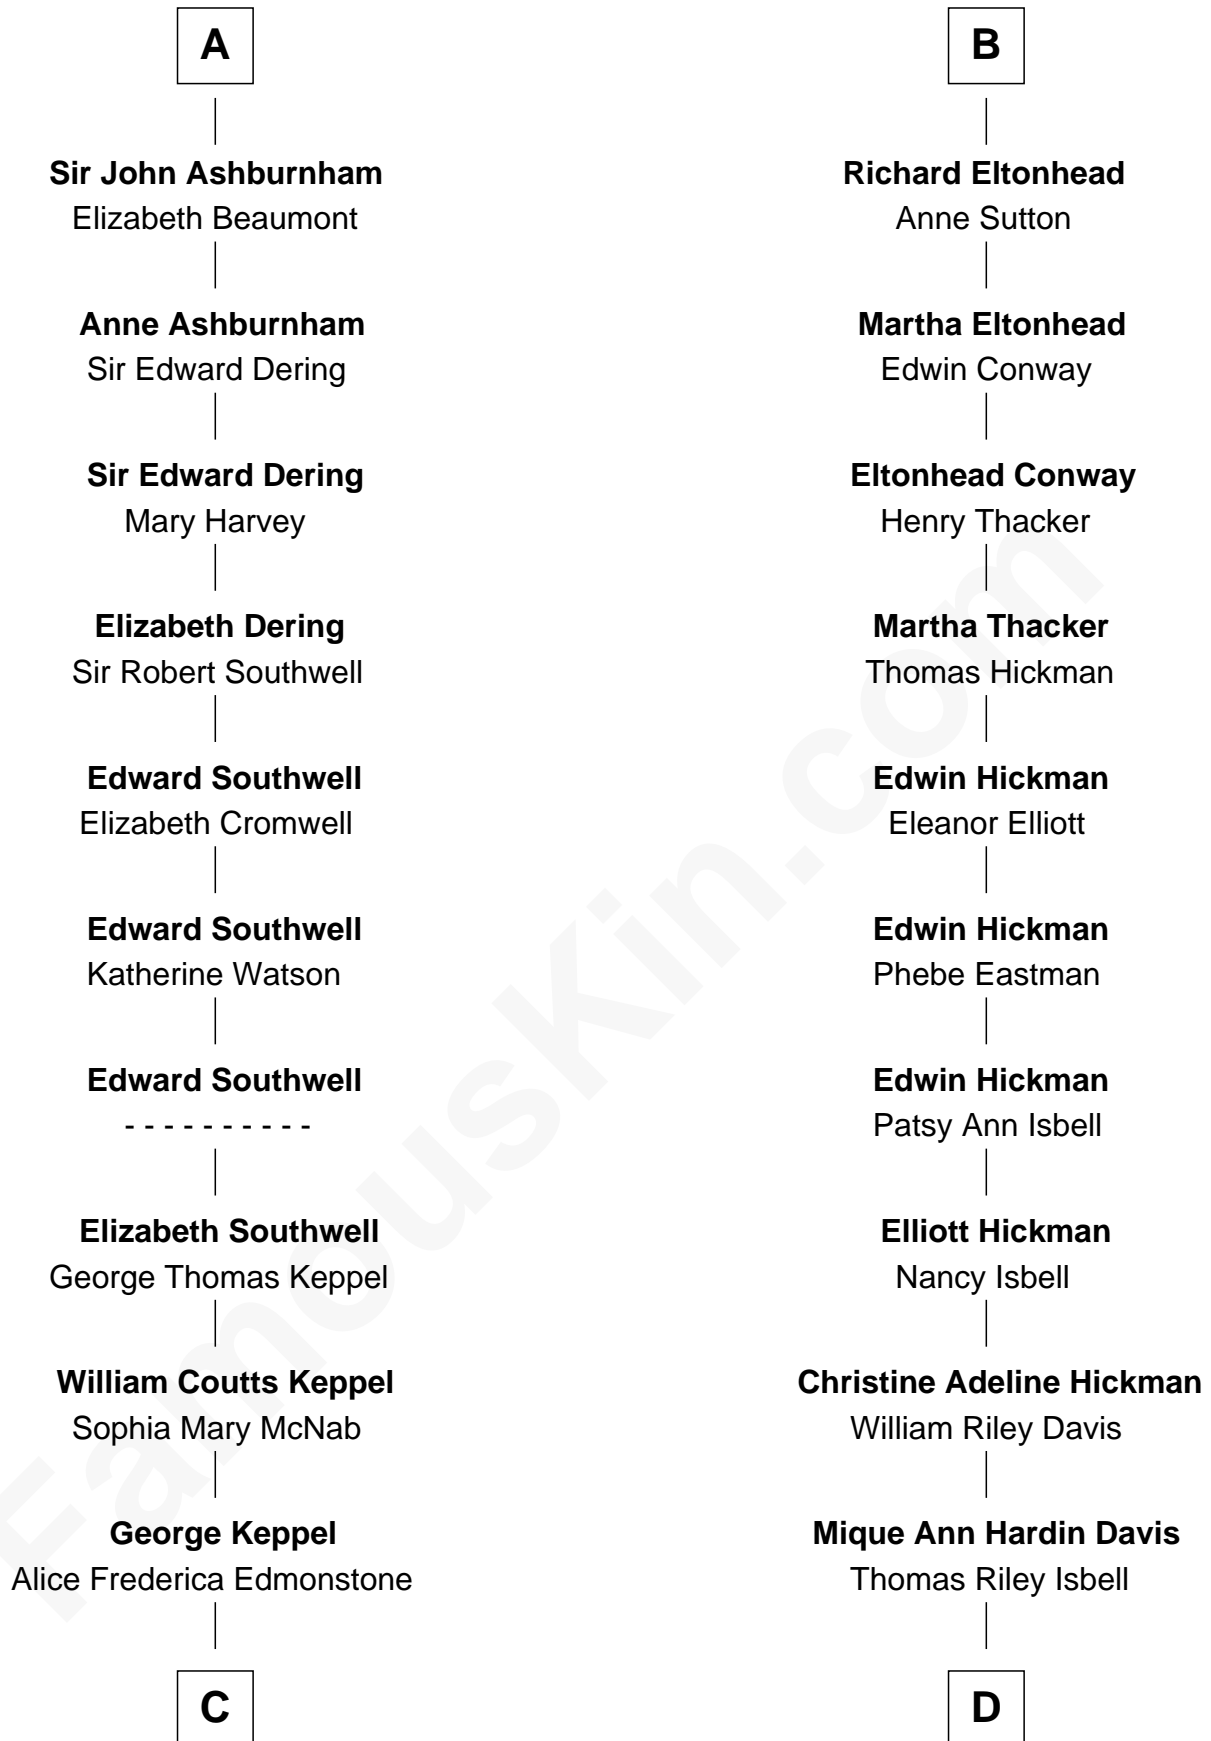 A
Sir John Ashburnham
Elizabeth Beaumont
Anne Ashburnham
Sir Edward Dering
Sir Edward Dering
Mary Harvey
Elizabeth Dering
Sir Robert Southwell
Edward Southwell
Elizabeth Cromwell
Edward Southwell
Katherine Watson
Edward Southwell
- - - - - - - - - -
Elizabeth Southwell
George Thomas Keppel
William Coutts Keppel
Sophia Mary McNab
George Keppel
Alice Frederica Edmonstone
C
B
Richard Eltonhead
Anne Sutton
Martha Eltonhead
Edwin Conway
Eltonhead Conway
Henry Thacker
Martha Thacker
Thomas Hickman
Edwin Hickman
Eleanor Elliott
Edwin Hickman
Phebe Eastman
Edwin Hickman
Patsy Ann Isbell
Elliott Hickman
Nancy Isbell
Christine Adeline Hickman
William Riley Davis
Mique Ann Hardin Davis
Thomas Riley Isbell
D
FamousKin.com